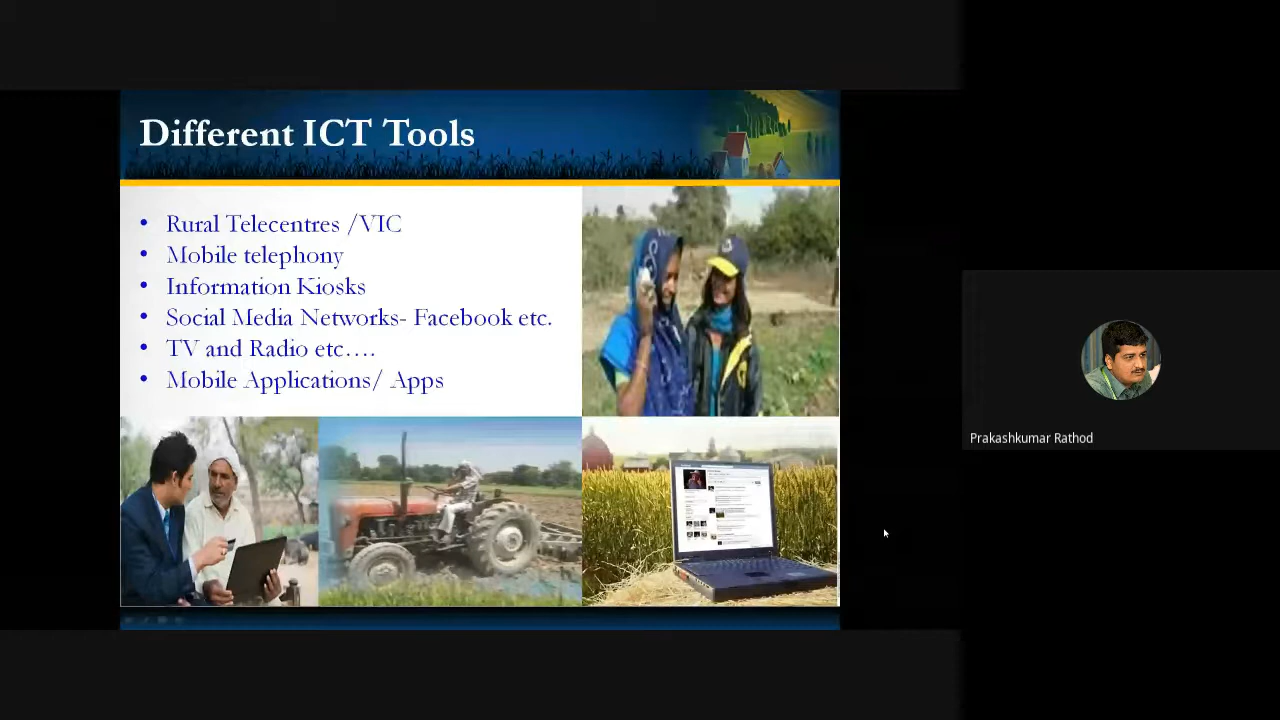 Different ICT Tools
• Rural Telecentres /VIC
• Mobile telephony
• Information Kiosks
• Social Media Networks- Facebook etc.
• TV and Radio etc….
• Mobile Applications/ Apps
Prakashkumar Rathod